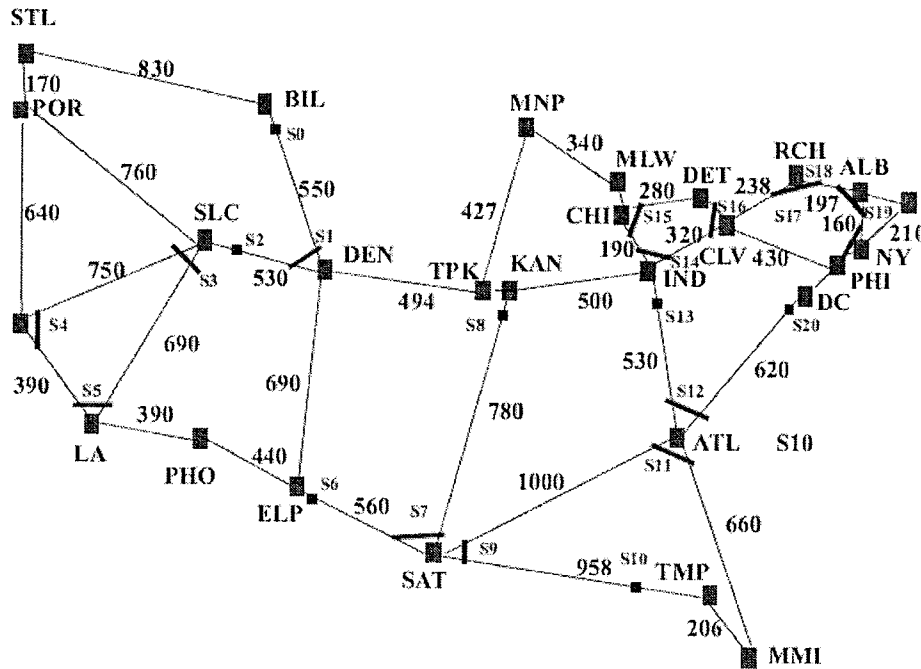 STL
830
170
BIL
POR
S0
MNP
340
RCH
ALB
MLW
DET
S18
760
550
280
238
197
S16
S17
S19
640
SLC
S1
427
CHI
S15
160
210
S2
190
320
CLV
430
NY
750
S3
530
DEN
TPK
KAN
S14
IND
PHI
494
500
DC
S4
S8
S13
S20
690
690
530
620
390
S5
390
780
S12
LA
ATL
S10
PHO
440
S11
1000
ELP
S6
560
S7
660
S9
SAT
958
S10
TMP
206
MMI